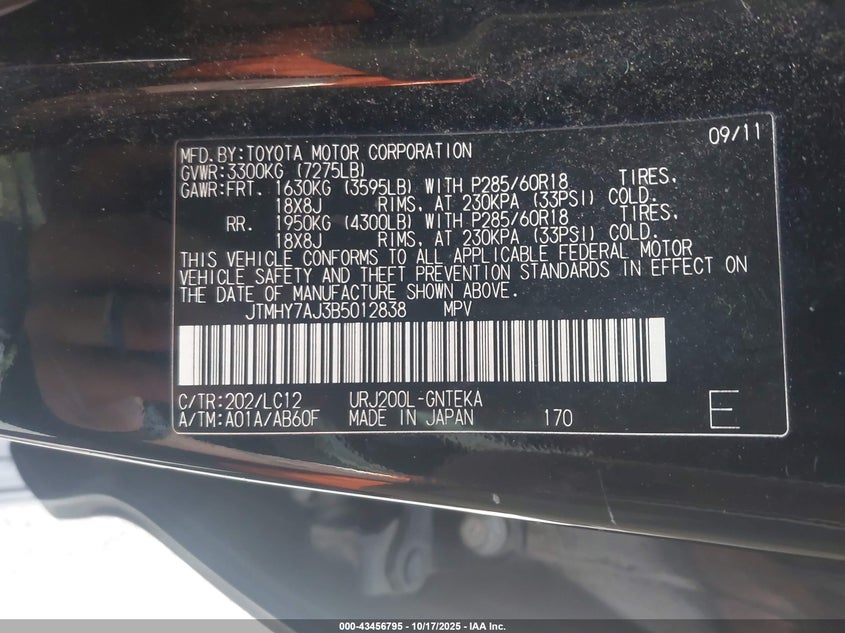 09/11
MFD.BY:TOYOTA MOTOR CORPORATION
GVWR:3300KG (7275LB)
GAWR:FRT. 1630KG (3595LB) WITH P285/60R18 TIRES,
18X8J RIMS, AT 230KPA (33PSI) COLD.
RR. 1950KG (4300LB) WITH P285/60R18 TIRES,
18X8J RIMS, AT 230KPA (33PSI) COLD.
THIS VEHICLE CONFORMS TO ALL APPLICABLE FEDERAL MOTOR
VEHICLE SAFETY AND THEFT PREVENTION STANDARDS IN EFFECT ON
THE DATE OF MANUFACTURE SHOWN ABOVE.
JTMHY7AJ3B5012838 MPV
C/TR:202/LC12 URJ200L-GNTEKA
A/TM:A01A/AB60F MADE IN JAPAN 170 E
000-43456795 - 10/17/2025 - IAA Inc.